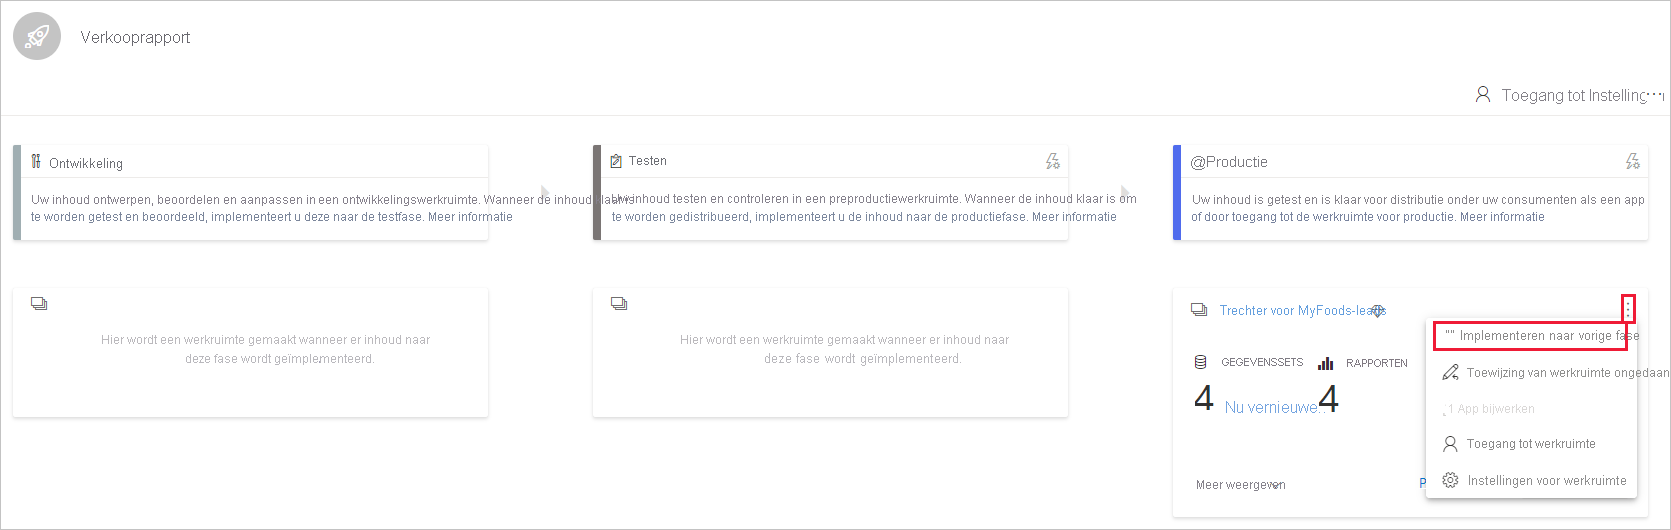 Verkooprapport
Toegang tot Instelling
Ontwikkeling
Uw inhoud ontwerpen, beoordelen en aanpassen in een ontwikkelingswerkruimte. Wanneer de inhoud klaar is
te worden getest en beoordeeld, implementeert u deze naar de testfase. Meer informatie
Testen
Uw inhoud testen en controleren in een preproductiewerkruimte. Wanneer de inhoud klaar is om
te worden gedistribueerd, implementeert u de inhoud naar de productiefase. Meer informatie
@Productie
Uw inhoud is getest en is klaar voor distributie onder uw consumenten als een app
of door toegang tot de werkruimte voor productie. Meer informatie
Hier wordt een werkruimte gemaakt wanneer er inhoud naar
deze fase wordt geïmplementeerd.
Hier wordt een werkruimte gemaakt wanneer er inhoud naar
deze fase wordt geïmplementeerd.
Trechter voor MyFoods-leads
GEGEVENSSETS
RAPPORTEN
4
Nu vernieuwe..
4
Meer weergeven
P
"" Implementeren naar vorige fase
Toewijzing van werkruimte ongedaan
1 App bijwerken
Toegang tot werkruimte
Instellingen voor werkruimte